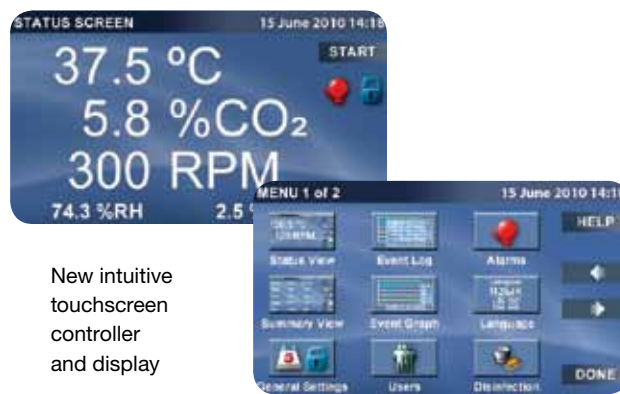 STATUS SCREEN 15 June 2010 14:18
START
37.5 ºC
5.8 %CO₂
300 RPM
74.3 %RH 2.5
MENU 1 of 2 15 June 2010 14:1
HELP
Status View Event Log Alarms
Summary View Event Graph Language
General Settings Users Disinfection
DONE
New intuitive
touchscreen
controller
and display